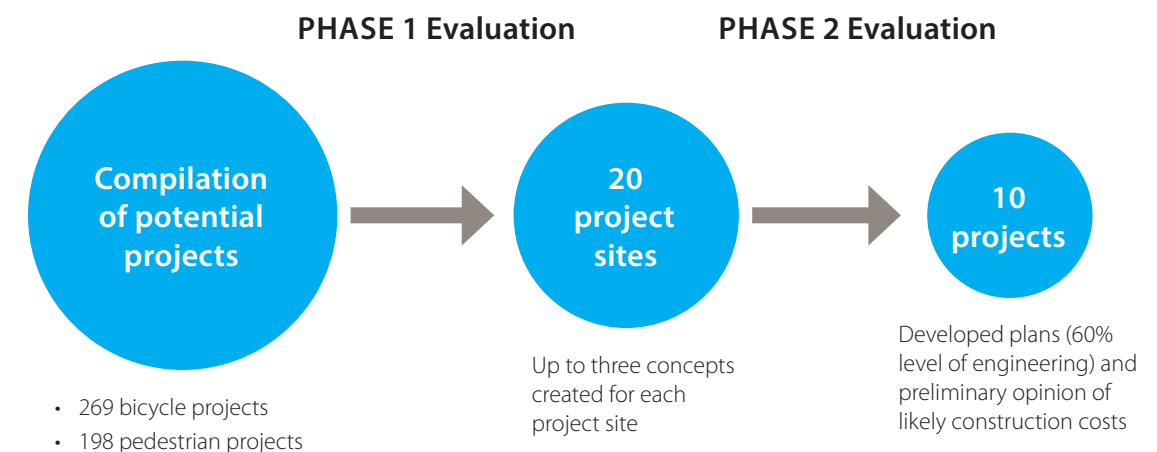 PHASE 1 Evaluation
PHASE 2 Evaluation
Compilation
of potential
projects
20
project
sites
10
projects
• 269 bicycle projects
• 198 pedestrian projects
Up to three concepts
created for each
project site
Developed plans (60%
level of engineering) and
preliminary opinion of
likely construction costs